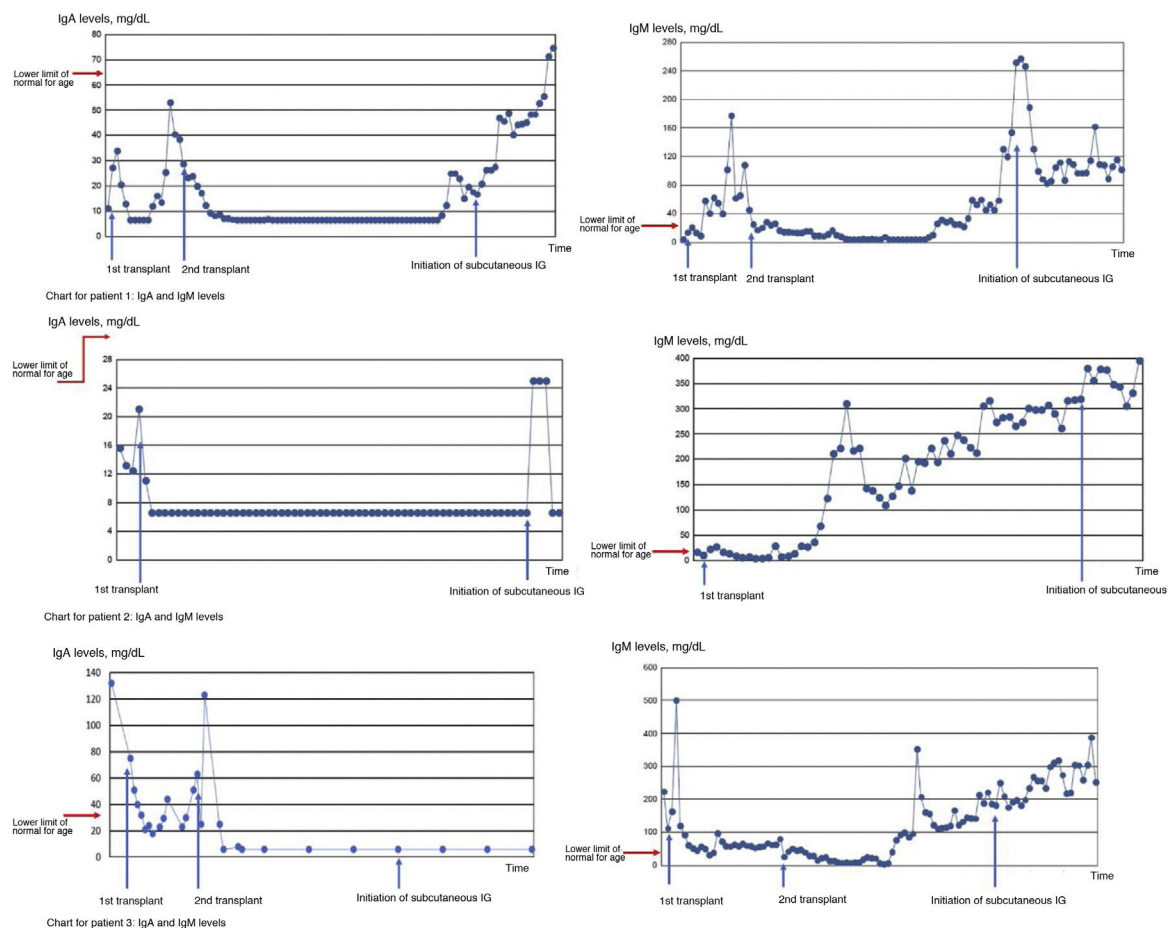 IgA levels, mg/dL
80
70
Lower limit of
normal for age
60
50
40
30
20
10
0
Time
1st transplant
2nd transplant
Initiation of subcutaneous IG
IgM levels, mg/dL
280
240
200
160
120
80
40
Lower limit of
normal for age
0
Time
1st transplant
2nd transplant
Initiation of subcutaneous IG
Chart for patient 1: IgA and IgM levels
IgA levels, mg/dL
Lower limit of
normal for age
28
24
20
16
12
8
4
0
Time
1st transplant
Initiation of subcutaneous IG
IgM levels, mg/dL
400
350
300
250
200
150
100
50
Lower limit of
normal for age
0
Time
1st transplant
Initiation of subcutaneous
Chart for patient 2: IgA and IgM levels
IgA levels, mg/dL
140
120
100
80
60
40
Lower limit of
normal for age
20
0
Time
1st transplant
2nd transplant
Initiation of subcutaneous IG
IgM levels, mg/dL
600
500
400
300
200
100
Lower limit of
normal for age
0
Time
1st transplant
2nd transplant
Initiation of subcutaneous IG
Chart for patient 3: IgA and IgM levels